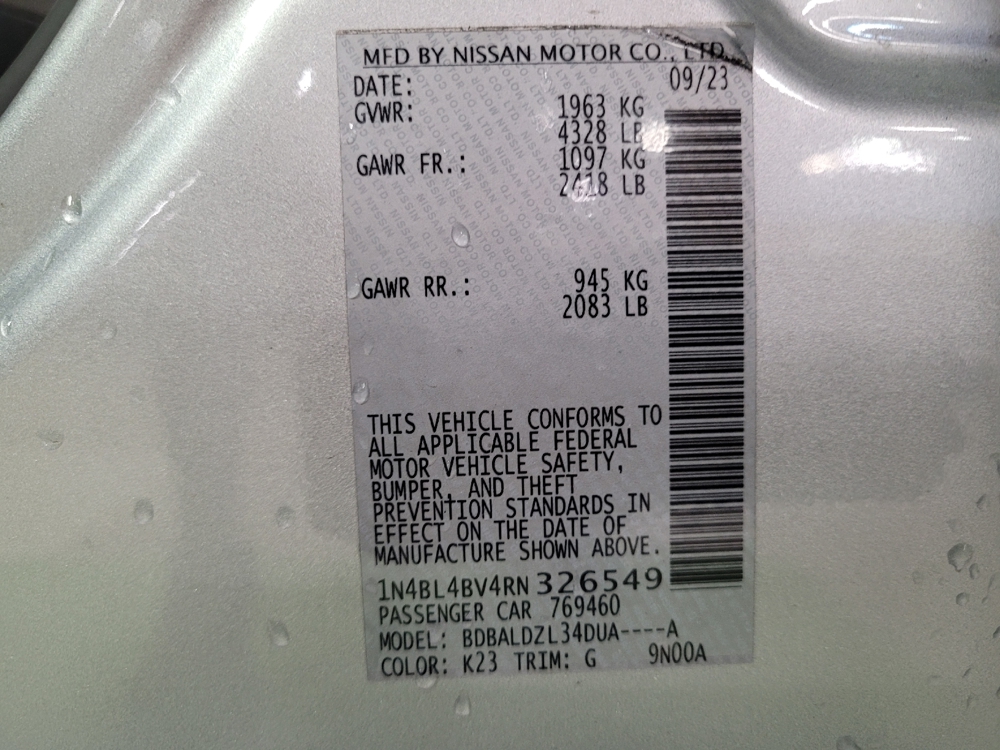 MFD BY NISSAN MOTOR CO., LTD.
DATE: 09/23
GVWR: 1963 KG
4328 LB
GAWR FR.: 1097 KG
2418 LB
GAWR RR.: 945 KG
2083 LB
THIS VEHICLE CONFORMS TO
ALL APPLICABLE FEDERAL
MOTOR VEHICLE SAFETY,
BUMPER, AND THEFT
PREVENTION STANDARDS IN
EFFECT ON THE DATE OF
MANUFACTURE SHOWN ABOVE.
1N4BL4BV4RN326549
PASSENGER CAR 769460
MODEL: BDBALDZL34DUA----A
COLOR: K23 TRIM: G 9N00A